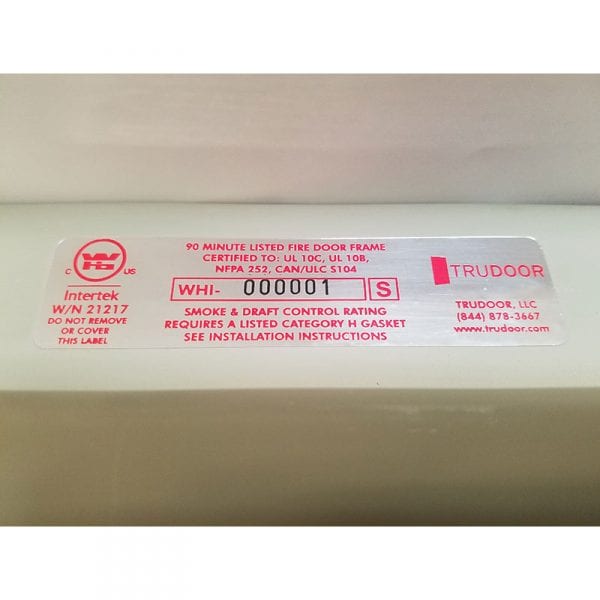 WH
C US
Intertek
W/N 21217
DO NOT REMOVE
OR COVER
THIS LABEL
90 MINUTE LISTED FIRE DOOR FRAME
CERTIFIED TO: UL 10C, UL 10B,
NFPA 252, CAN/ULC S104
WHI- 000001 S
SMOKE & DRAFT CONTROL RATING
REQUIRES A LISTED CATEGORY H GASKET
SEE INSTALLATION INSTRUCTIONS
TRUDOOR
TRUDOOR, LLC
(844) 878-3667
www.trudoor.com